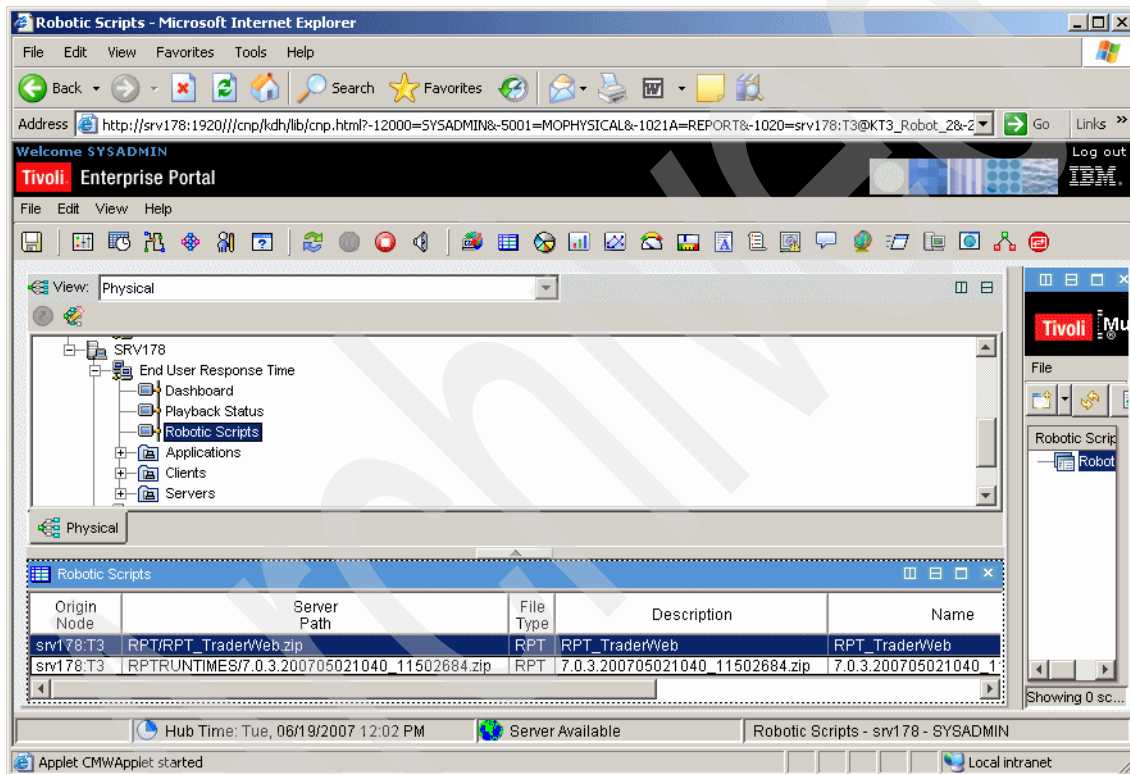 Robotic Scripts - Microsoft Internet Explorer
File Edit View Favorites Tools Help
Back Search Favorites
Address http://srv178:1920///cnp/kdh/lib/cnp.html?-12000=SYSADMIN&-5001=MOPHYSICAL&-1021A=REPORT&-1020=srv178:T3@KT3_Robot_2&-2 Go Links »
Welcome SYSADMIN Log out
Tivoli. Enterprise Portal IBM.
File Edit View Help
View: Physical
SRV178
End User Response Time
Dashboard
Playback Status
Robotic Scripts
Applications
Clients
Servers
Physical
Tivoli Mu
File
Robotic Scrip
Robot
Showing 0 sc...
Robotic Scripts
Origin Node Server Path File Type Description Name
srv178:T3 RPT/RPT_TraderWeb.zip RPT RPT_TraderWeb RPT_TraderWeb
srv178:T3 RPTRUNTIMES/7.0.3.200705021040_11502684.zip RPT 7.0.3.200705021040_11502684.zip 7.0.3.200705021040_1
Hub Time: Tue, 06/19/2007 12:02 PM Server Available Robotic Scripts - srv178 - SYSADMIN
Applet CMWApplet started Local intranet